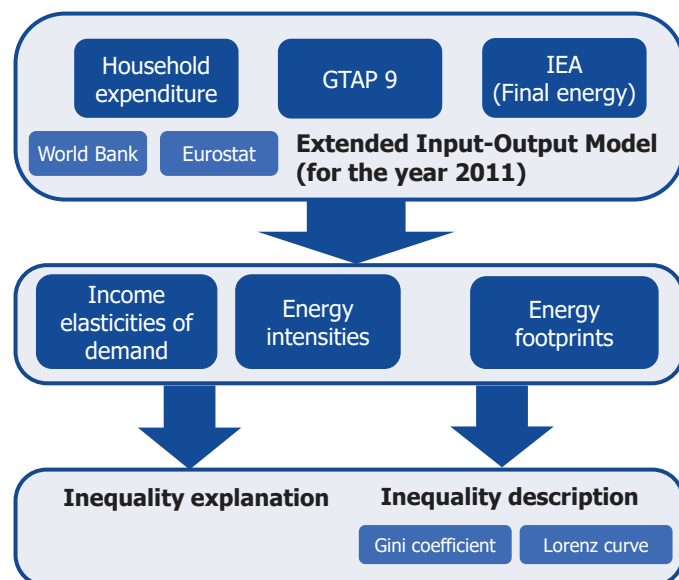 Household
expenditure
GTAP 9
IEA
(Final energy)
World Bank
Eurostat
Extended Input-Output Model
(for the year 2011)
Income
elasticities of
demand
Energy
intensities
Energy
footprints
Inequality explanation
Inequality description
Gini coefficient
Lorenz curve